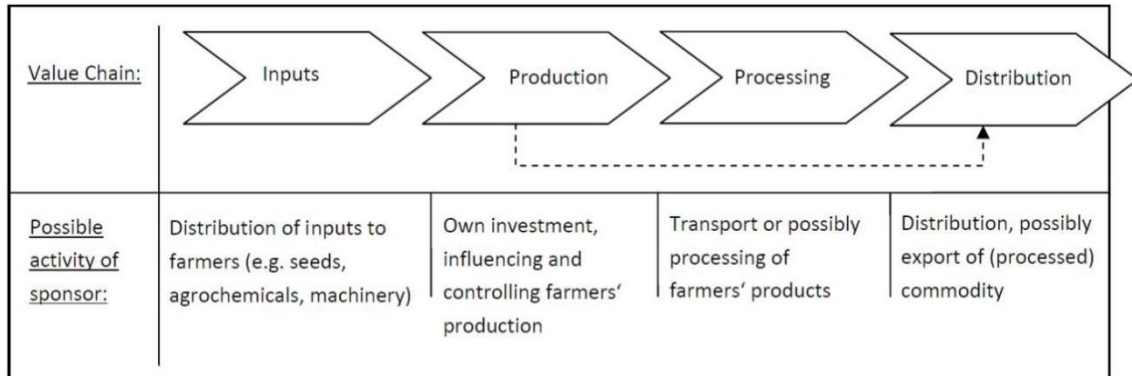 Value Chain:
Inputs
Production
Processing
Distribution
Possible
activity of
sponsor:
Distribution of inputs to
farmers (e.g. seeds,
agrochemicals, machinery)
Own investment,
influencing and
controlling farmers‘
production
Transport or possibly
processing of
farmers‘ products
Distribution, possibly
export of (processed)
commodity